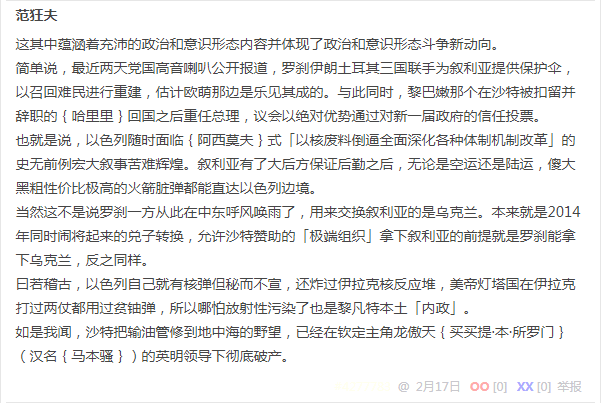 范狂夫
这其中蕴涵着充沛的政治和意识形态内容并体现了政治和意识形态斗争新动向。
简单说，最近两天党国高音喇叭公开报道，罗刹伊朗土耳其三国联手为叙利亚提供保护伞，
以召回难民进行重建，估计欧萌那边是乐见其成的。与此同时，黎巴嫩那个在沙特被扣留并
辞职的｛哈里里｝回国之后重任总理，议会以绝对优势通过对新一届政府的信任投票。
也就是说，以色列随时面临｛阿西莫夫｝式「以核废料倒逼全面深化各种体制机制改革」的
史无前例宏大叙事苦难辉煌。叙利亚有了大后方保证后勤之后，无论是空运还是陆运，傻大
黑粗性价比极高的火箭脏弹都能直达以色列边境。
当然这不是说罗刹一方从此在中东呼风唤雨了，用来交换叙利亚的是乌克兰。本来就是2014
年同时闹将起来的兑子转换，允许沙特赞助的「极端组织」拿下叙利亚的前提就是罗刹能拿
下乌克兰，反之同样。
曰若稽古，以色列自己就有核弹但秘而不宣，还炸过伊拉克核反应堆，美帝灯塔国在伊拉克
打过两仗都用过贫铀弹，所以哪怕放射性污染了也是黎凡特本土「内政」。
如是我闻，沙特把输油管修到地中海的野望，已经在钦定主角龙傲天｛买买提·本·所罗门｝
（汉名｛马本骚｝）的英明领导下彻底破产。
@ 2月17日 OO [0] XX [0] 举报